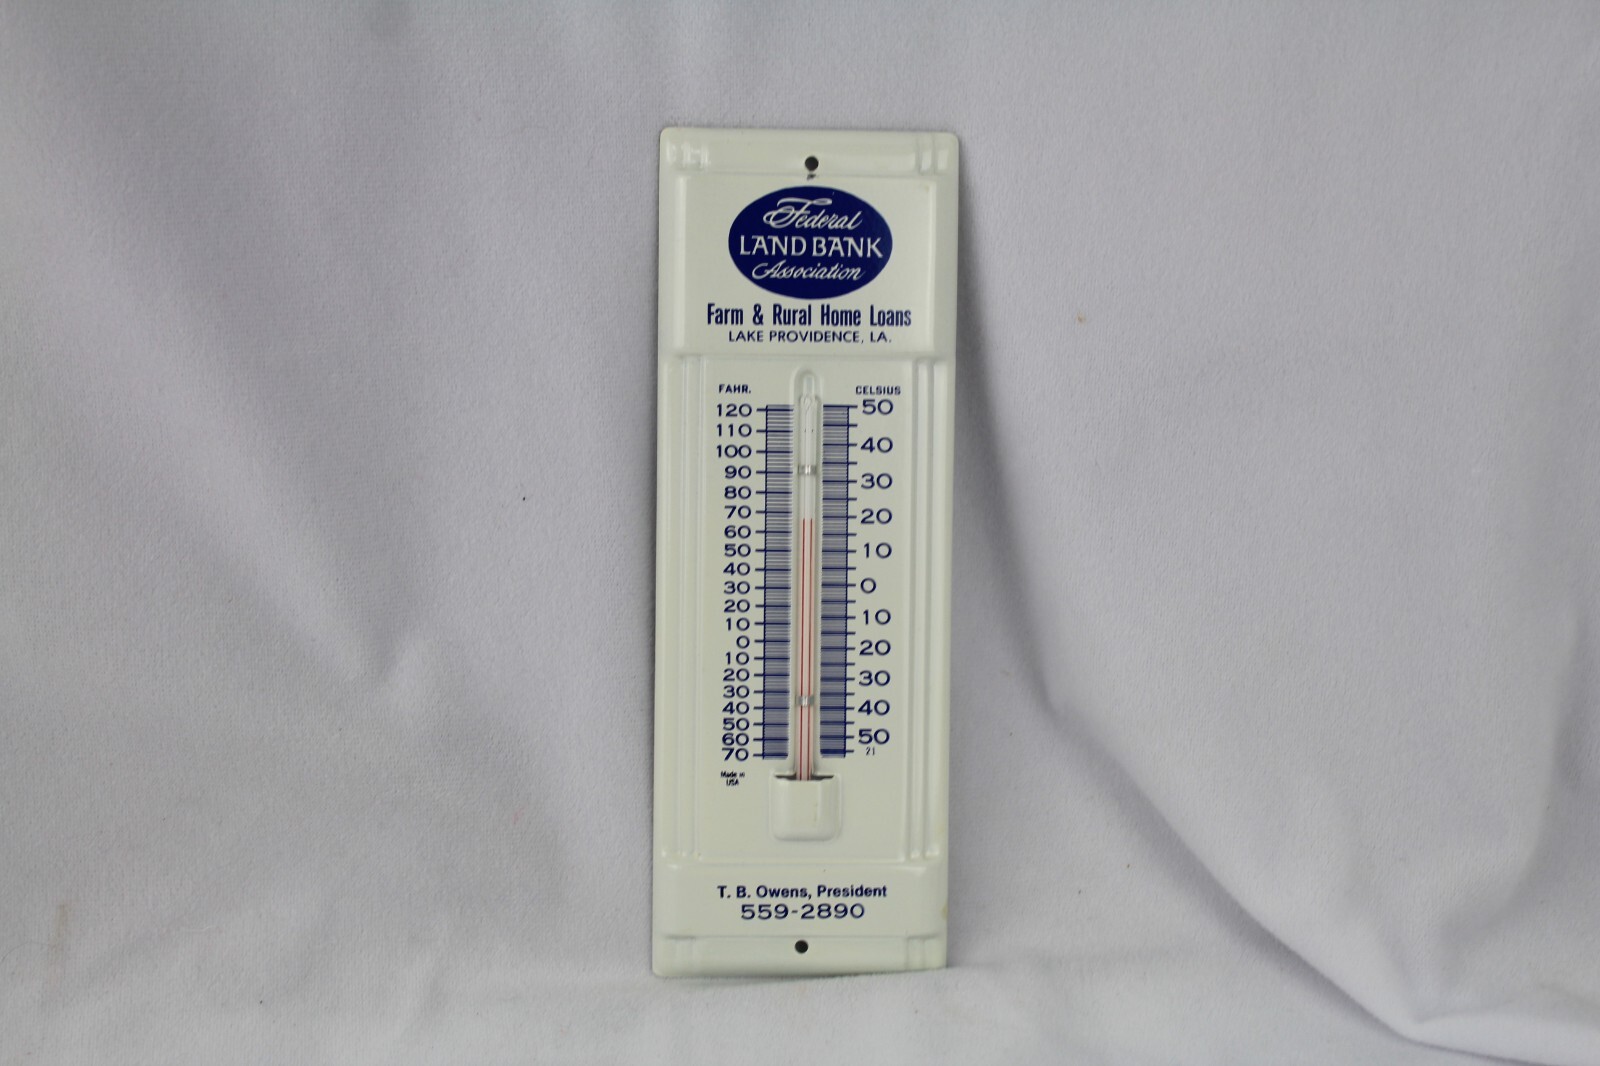 Federal
LAND BANK
Association
Farm & Rural Home Loans
LAKE PROVIDENCE, LA.
FAHR. CELSIUS
120 50
110
100 40
90 30
80
70 20
60
50 10
40
30 0
20
10 10
0 20
10
20 30
30
40 40
50
60 50
70 21
Made in
USA
T. B. Owens, President
559-2890